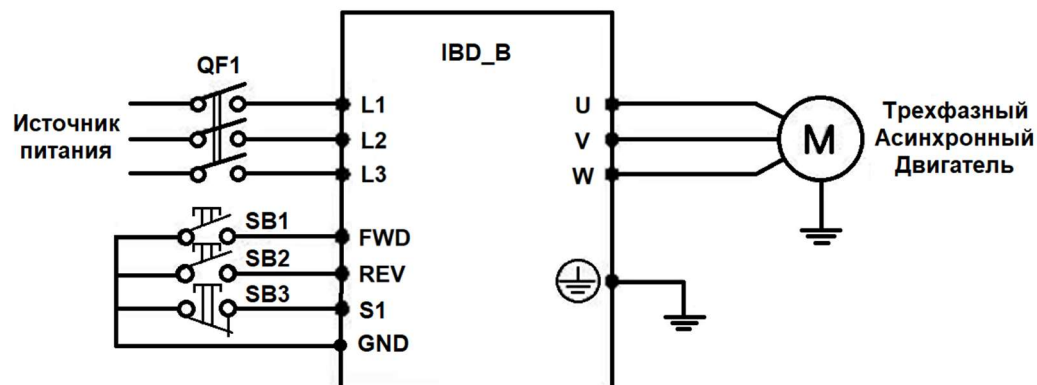 IBD_B
QF1
Источник
питания
L1
L2
L3
U
V
W
M
Трехфазный
Асинхронный
Двигатель
SB1
FWD
SB2
REV
SB3
S1
GND